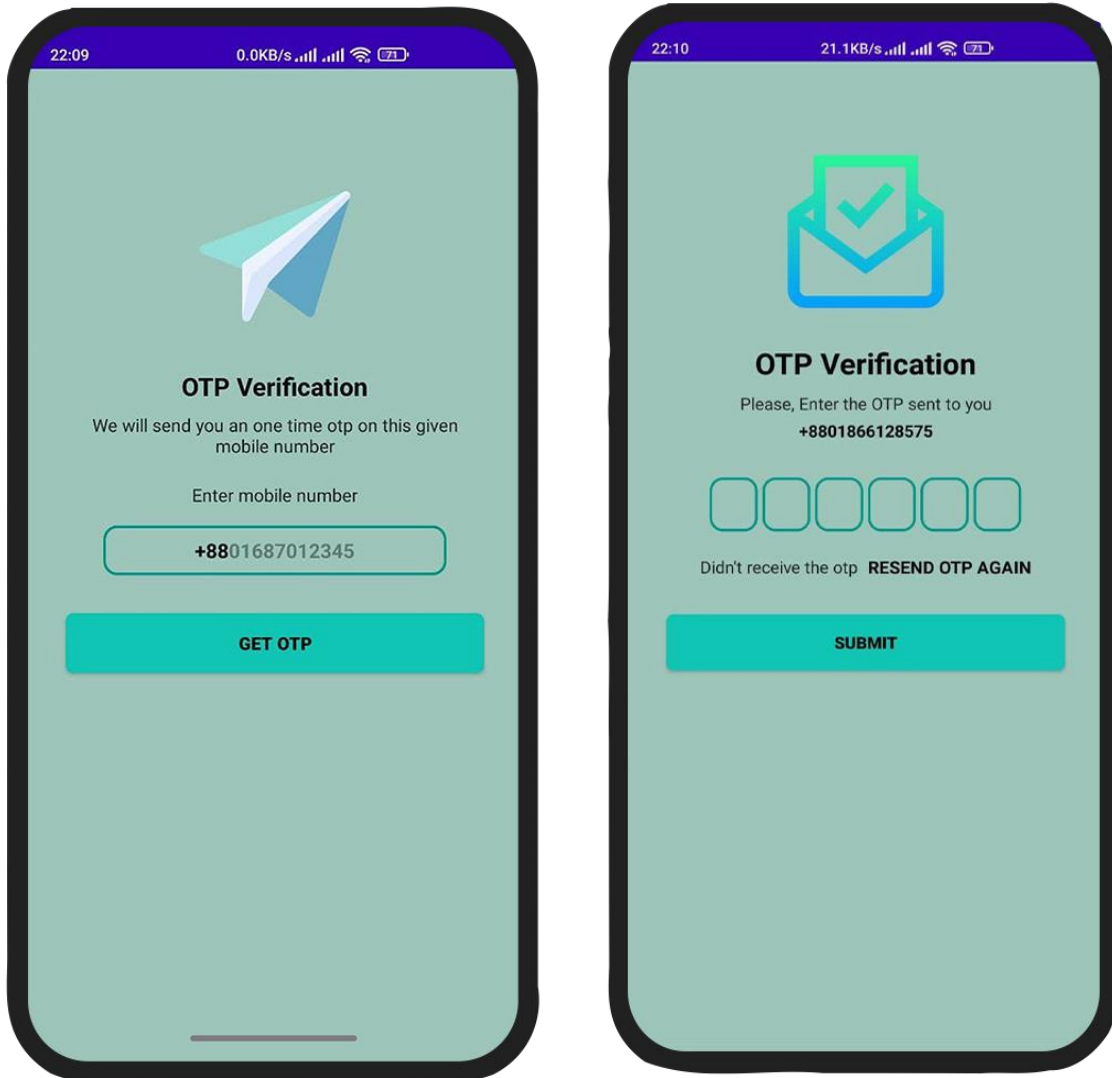 22:09 0.0KB/s 71
OTP Verification
We will send you an one time otp on this given
mobile number
Enter mobile number
+8801687012345
GET OTP
22:10 21.1KB/s 71
OTP Verification
Please, Enter the OTP sent to you
+8801866128575
Didn't receive the otp RESEND OTP AGAIN
SUBMIT